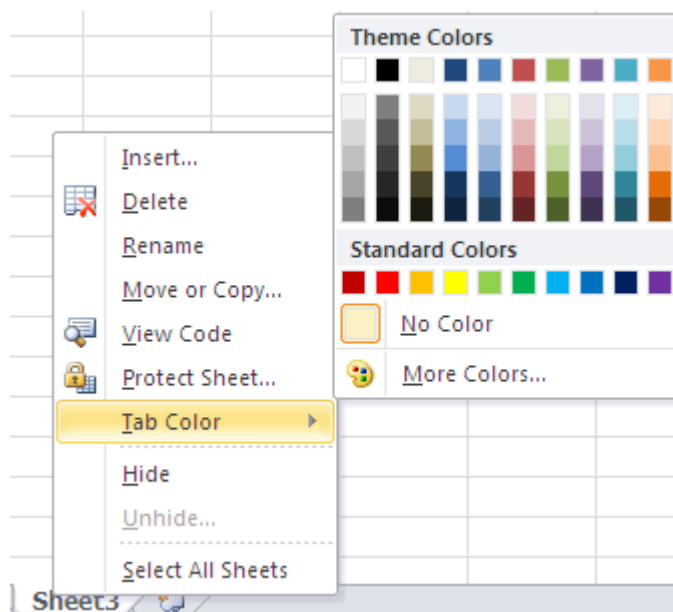 Insert...
Delete
Rename
Move or Copy...
View Code
Protect Sheet...
Tab Color
Hide
Unhide...
Select All Sheets
Theme Colors
Standard Colors
No Color
More Colors...
Sheet3